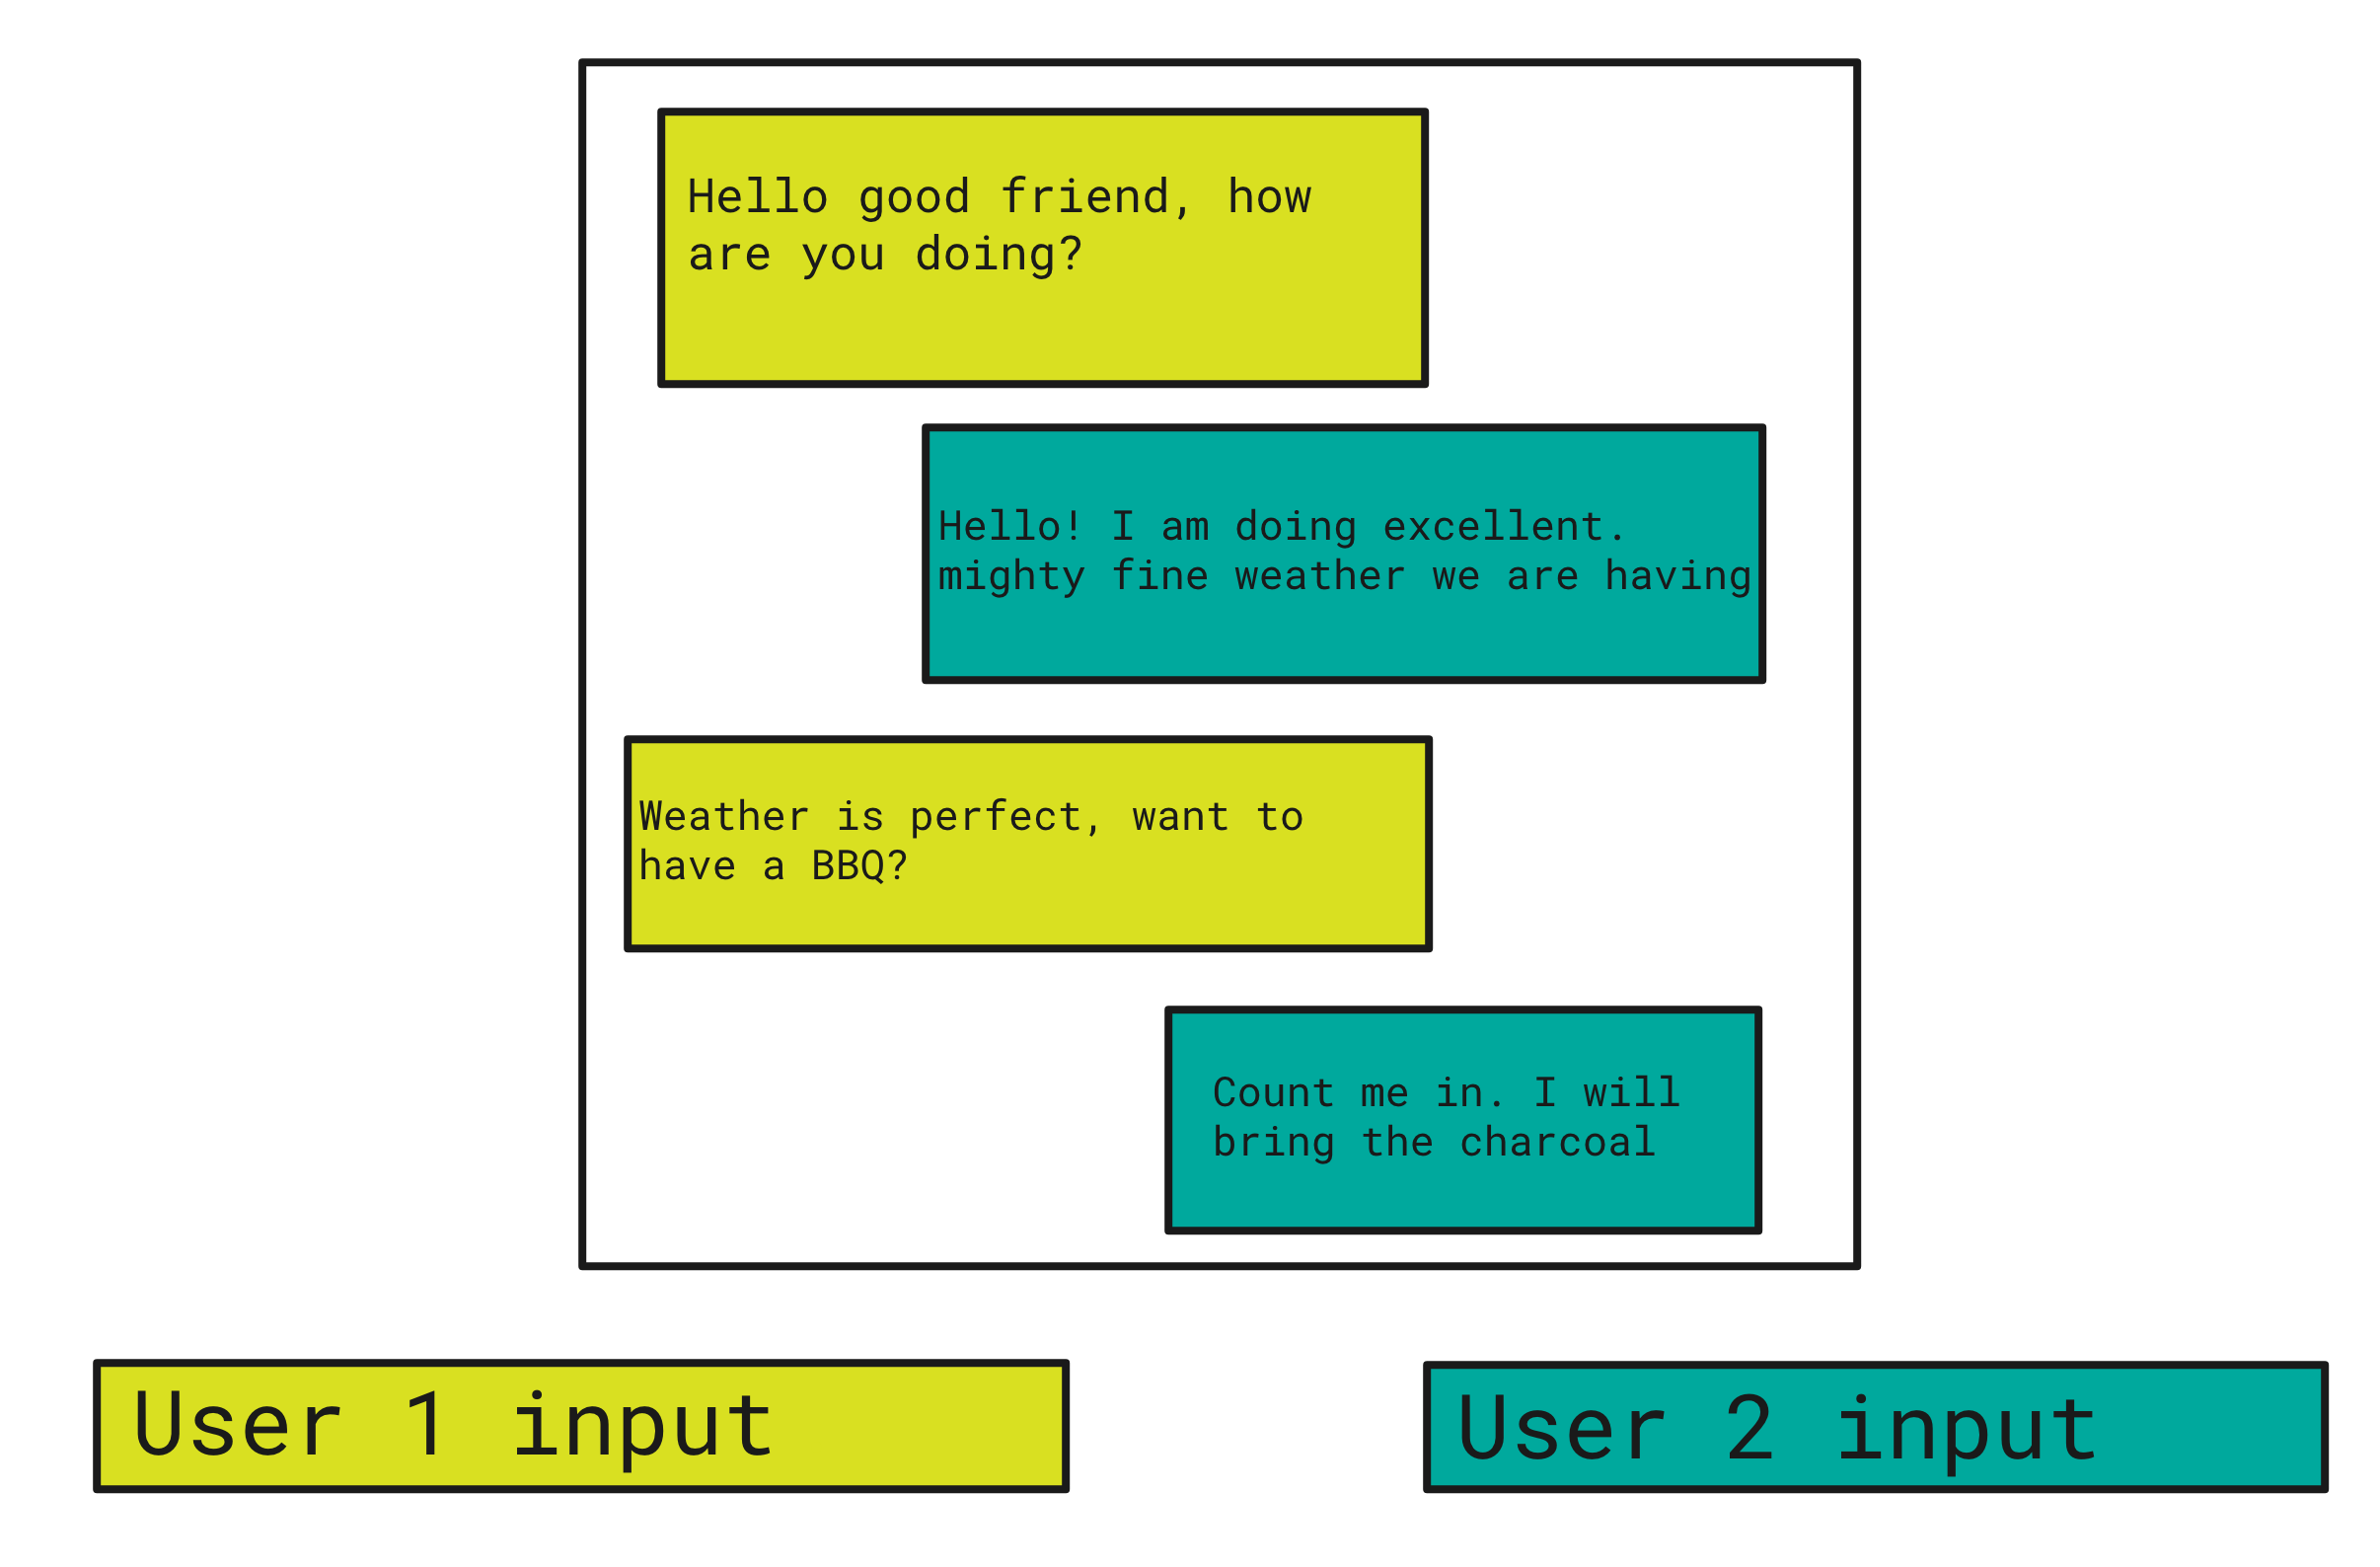 Hello good friend, how
are you doing?
Hello! I am doing excellent.
mighty fine weather we are having
Weather is perfect, want to
have a BBQ?
Count me in. I will
bring the charcoal
User 1 input
User 2 input